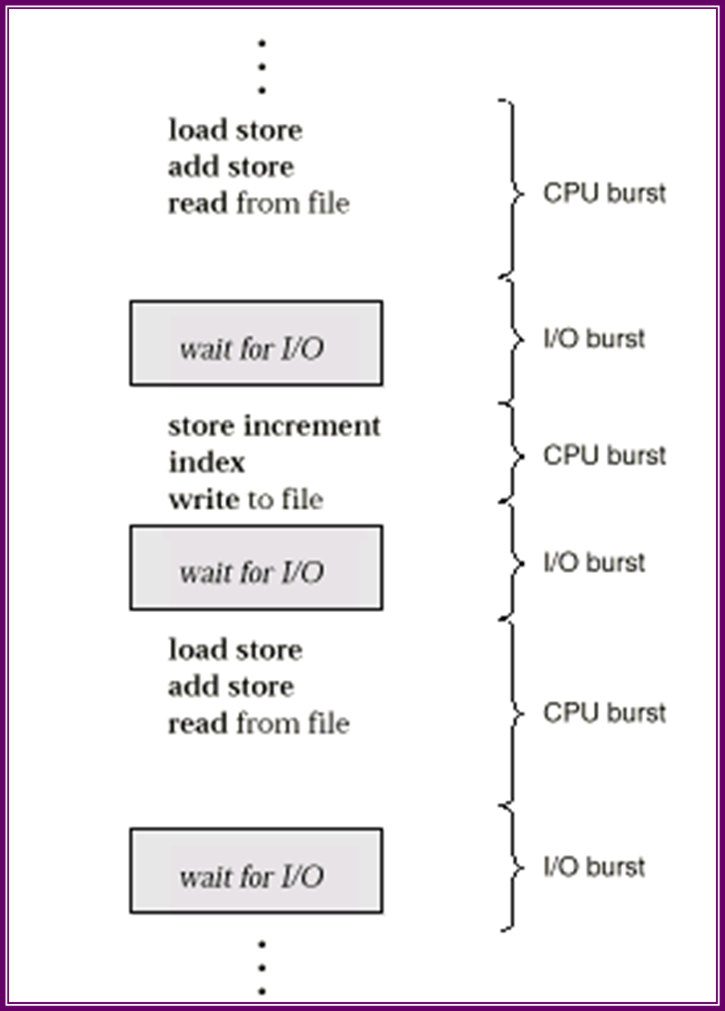 load store
add store
read from file
CPU burst
wait for I/O
I/O burst
store increment
index
write to file
CPU burst
wait for I/O
I/O burst
load store
add store
read from file
CPU burst
wait for I/O
I/O burst